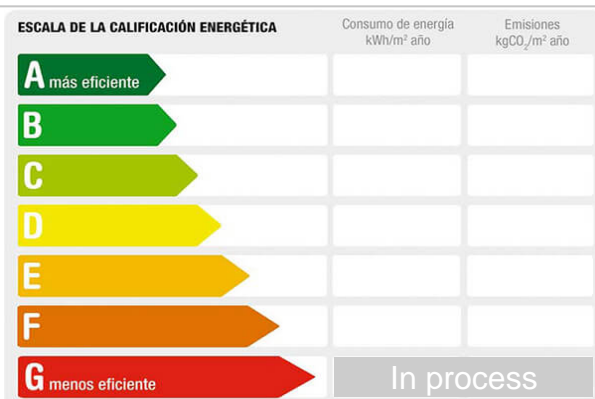 ESCALA DE LA CALIFICACIÓN ENERGÉTICA
Consumo de energía
kWh/m² año
Emisiones
kgCO₂/m² año
A más eficiente
B
C
D
E
F
G menos eficiente
In process